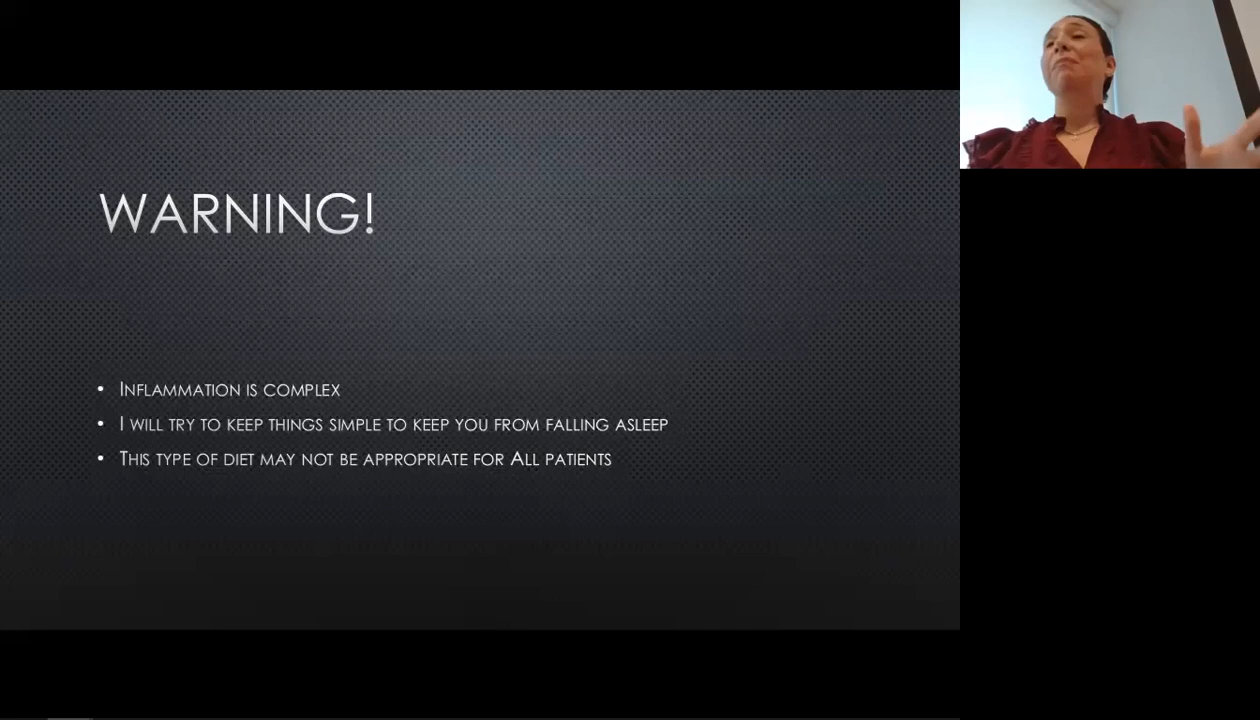 WARNING!
• INFLAMMATION IS COMPLEX
• I WILL TRY TO KEEP THINGS SIMPLE TO KEEP YOU FROM FALLING ASLEEP
• THIS TYPE OF DIET MAY NOT BE APPROPRIATE FOR ALL PATIENTS